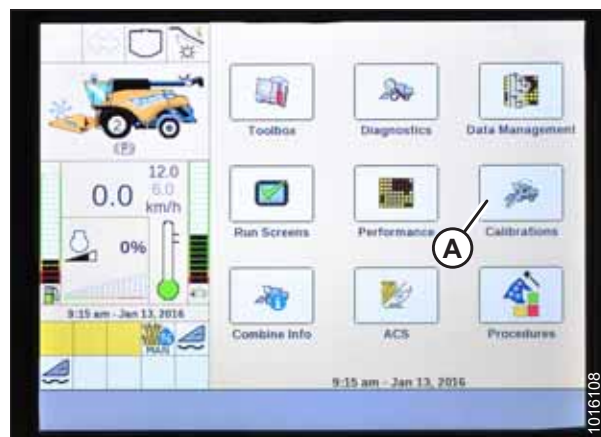 Toolbox
Diagnostics
Data Management
2
(P)
12.0
6.0
0.0
km/h
Run Screens
Performance
Calibrations
A
0%
Combine Info
ACS
Procedures
9:15 am - Jan 13, 2016
MAN
9:15 am - Jan 13, 2016
1016108